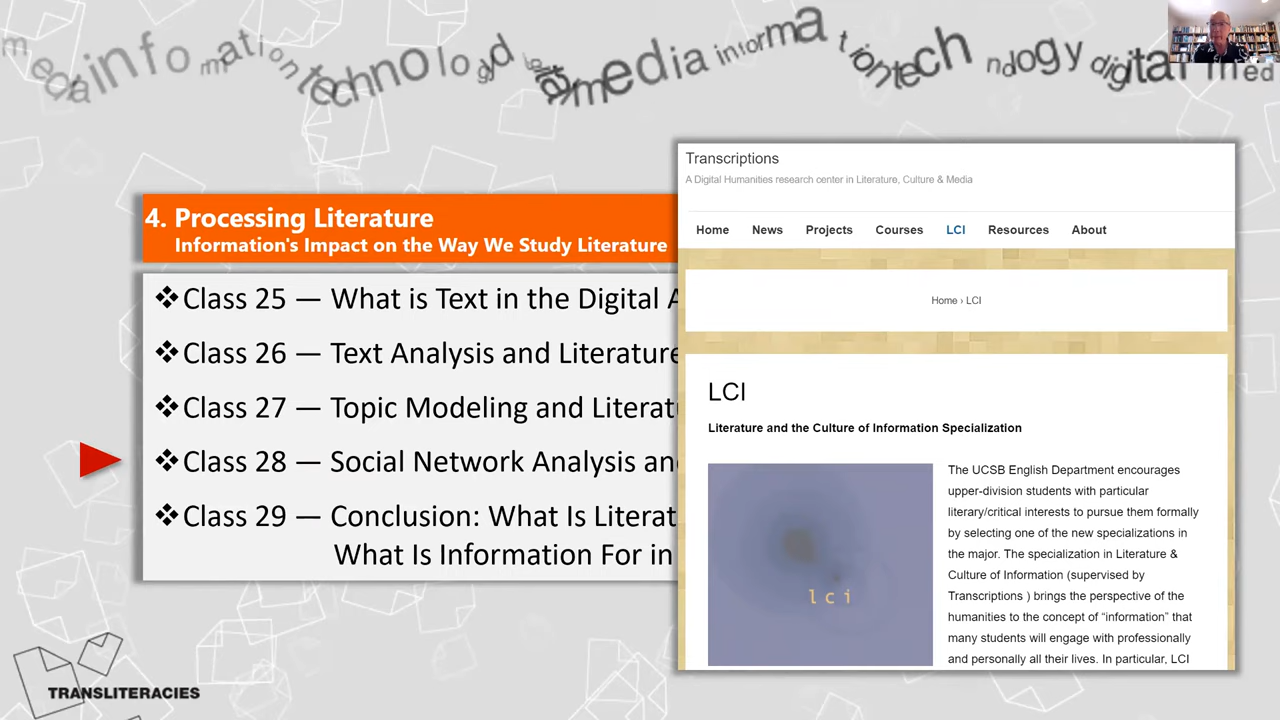 4. Processing Literature
Information's Impact on the Way We Study Literature
❖Class 25 — What is Text in the Digital
❖Class 26 — Text Analysis and Literature
❖Class 27 — Topic Modeling and
❖Class 28 — Social Network Analysis
❖Class 29 — Conclusion: What Is
What Is Information For in
TRANSLITERACIES
Transcriptions
A Digital Humanities research center in Literature, Culture & Media
Home News Projects Courses LCI Resources About
Home › LCI
LCI
Literature and the Culture of Information Specialization
lci
The UCSB English Department encourages
upper-division students with particular
literary/critical interests to pursue them formally
by selecting one of the new specializations in
the major. The specialization in Literature &
Culture of Information (supervised by
Transcriptions ) brings the perspective of the
humanities to the concept of “information” that
many students will engage with professionally
and personally all their lives. In particular, LCI